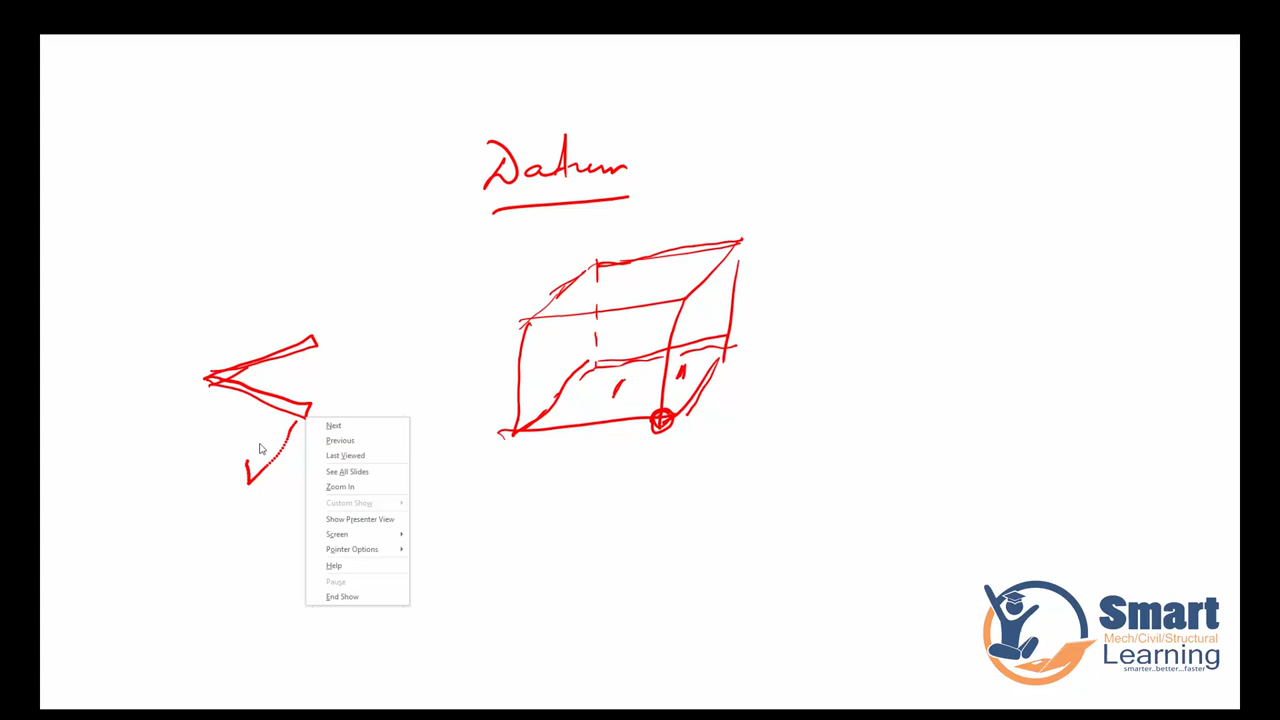 Datum
Next
Previous
Last Viewed
See All Slides
Zoom In
Custom Show
Show Presenter View
Screen
Pointer Options
Help
Pause
End Show
Smart
Mech/Civil/Structural
Learning
smarter..better...faster